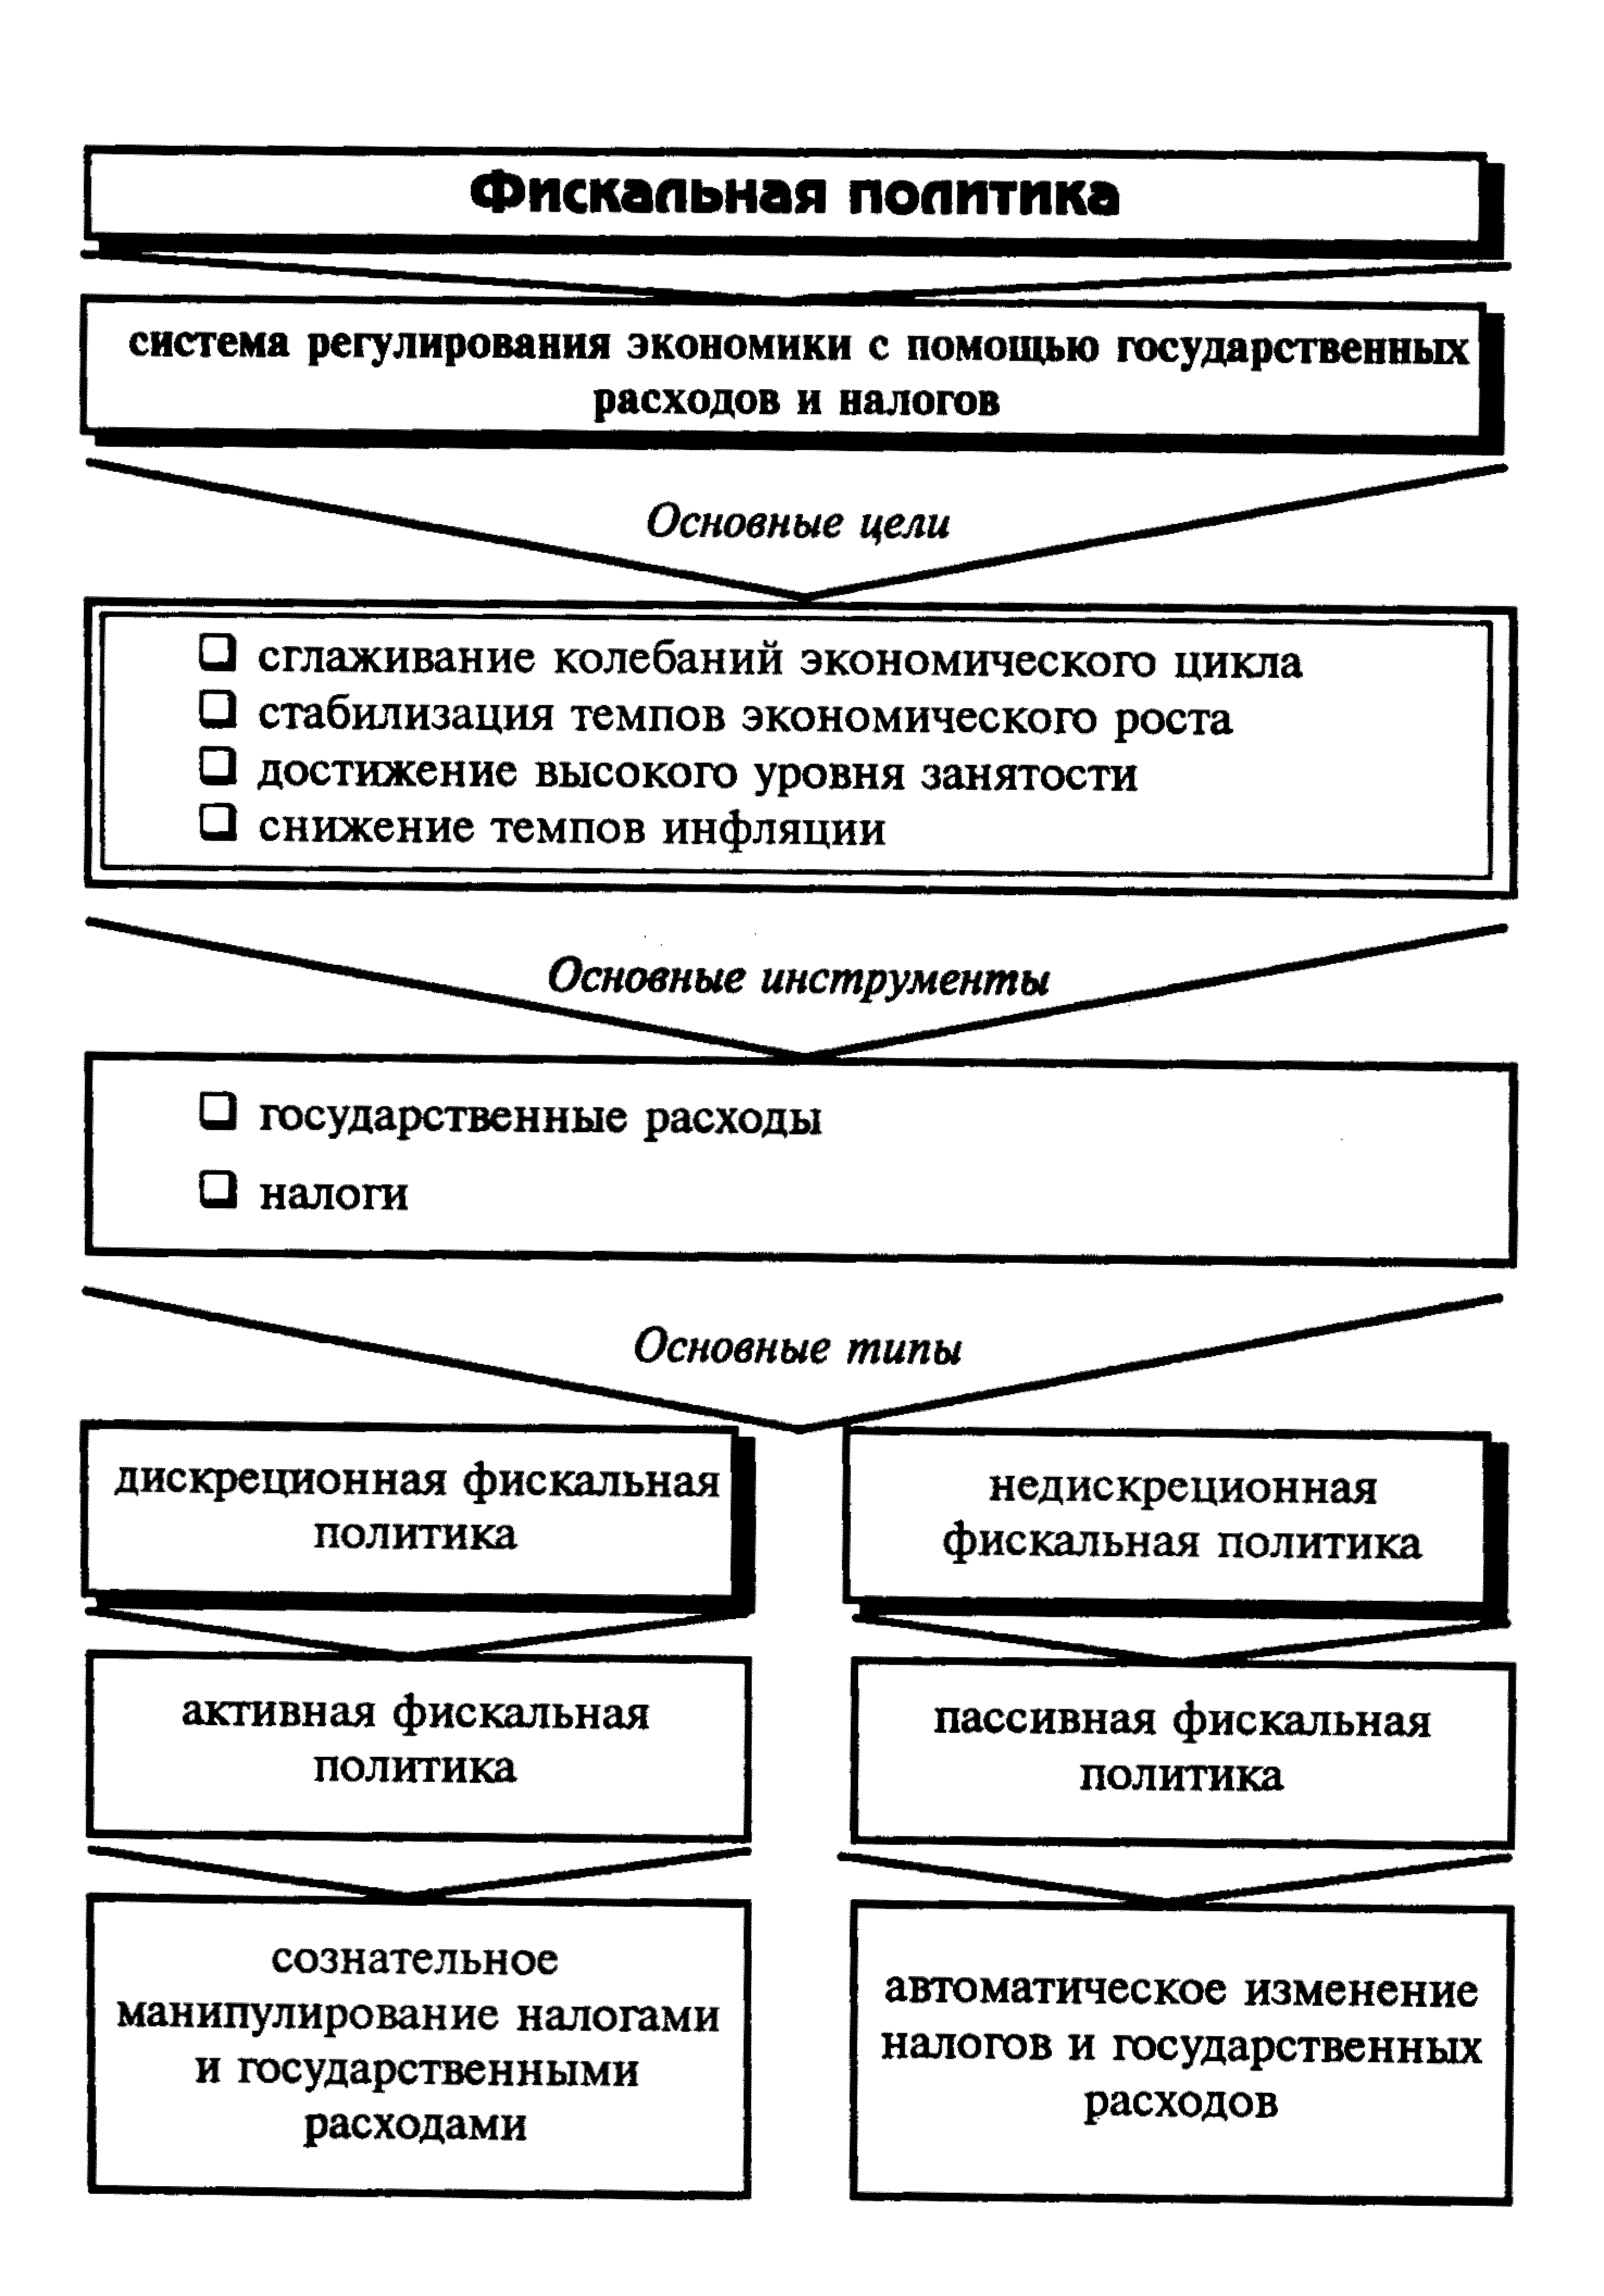 Фискальная политика
система регулирования экономики с помощью государственных
расходов и налогов
Основные цели
❏ сглаживание колебаний экономического цикла
❏ стабилизация темпов экономического роста
❏ достижение высокого уровня занятости
❏ снижение темпов инфляции
Основные инструменты
❏ государственные расходы
❏ налоги
Основные типы
дискреционная фискальная
политика
недискреционная
фискальная политика
активная фискальная
политика
пассивная фискальная
политика
сознательное
манипулирование налогами
и государственными
расходами
автоматическое изменение
налогов и государственных
расходов